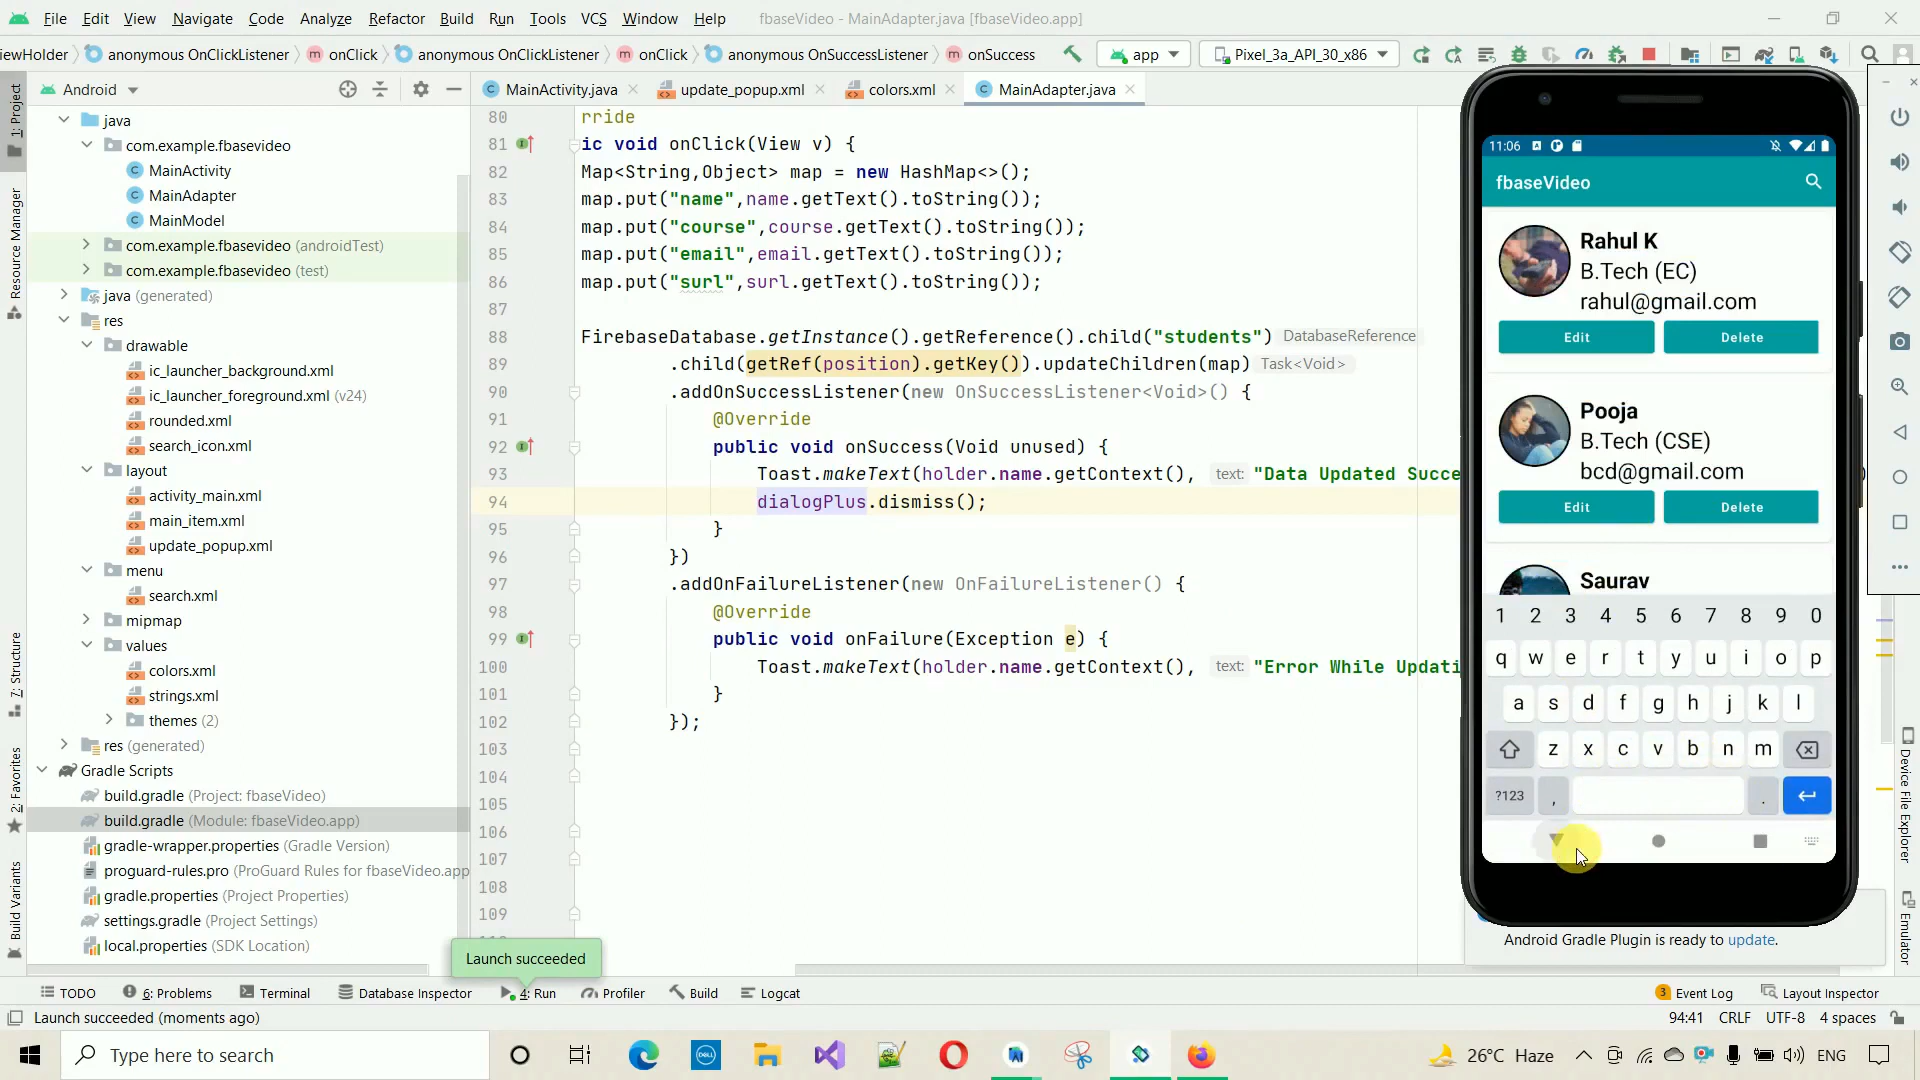 File Edit View Navigate Code Analyze Refactor Build Run Tools VCS Window Help fbaseVideo - MainAdapter.java [fbaseVideo.app]
iewHolder anonymous OnClickListener onClick anonymous OnClickListener onClick anonymous OnSuccessListener onSuccess app Pixel_3a_API_30_x86
Android MainActivity.java update_popup.xml colors.xml MainAdapter.java
1: Project
Resource Manager
7: Structure
2: Favorites
Build Variants
java
com.example.fbasevideo
MainActivity
MainAdapter
MainModel
com.example.fbasevideo (androidTest)
com.example.fbasevideo (test)
java (generated)
res
drawable
ic_launcher_background.xml
ic_launcher_foreground.xml (v24)
rounded.xml
search_icon.xml
layout
activity_main.xml
main_item.xml
update_popup.xml
menu
search.xml
mipmap
values
colors.xml
strings.xml
themes (2)
res (generated)
Gradle Scripts
build.gradle (Project: fbaseVideo)
build.gradle (Module: fbaseVideo.app)
gradle-wrapper.properties (Gradle Version)
proguard-rules.pro (ProGuard Rules for fbaseVideo.app
gradle.properties (Project Properties)
settings.gradle (Project Settings)
local.properties (SDK Location)
80 rride
81 ic void onClick(View v) {
82 Map<String,Object> map = new HashMap<>();
83 map.put("name",name.getText().toString());
84 map.put("course",course.getText().toString());
85 map.put("email",email.getText().toString());
86 map.put("surl",surl.getText().toString());
87
88 FirebaseDatabase.getInstance().getReference().child("students") DatabaseReference
89 .child(getRef(position).getKey()).updateChildren(map) Task<Void>
90 .addOnSuccessListener(new OnSuccessListener<Void>() {
91 @Override
92 public void onSuccess(Void unused) {
93 Toast.makeText(holder.name.getContext(), text: "Data Updated Succe
94 dialogPlus.dismiss();
95 }
96 })
97 .addOnFailureListener(new OnFailureListener() {
98 @Override
99 public void onFailure(Exception e) {
100 Toast.makeText(holder.name.getContext(), text: "Error While Updati
101 }
102 });
103
104
105
106
107
108
109
11:06
fbaseVideo
Rahul K
B.Tech (EC)
rahul@gmail.com
Edit Delete
Pooja
B.Tech (CSE)
bcd@gmail.com
Edit Delete
Saurav
1 2 3 4 5 6 7 8 9 0
q w e r t y u i o p
a s d f g h j k l
z x c v b n m
?123 , .
Device File Explorer
Emulator
Android Gradle Plugin is ready to update.
Launch succeeded
TODO 6: Problems Terminal Database Inspector 4: Run Profiler Build Logcat 3 Event Log Layout Inspector
Launch succeeded (moments ago) 94:41 CRLF UTF-8 4 spaces
Type here to search DELL 26°C Haze ENG